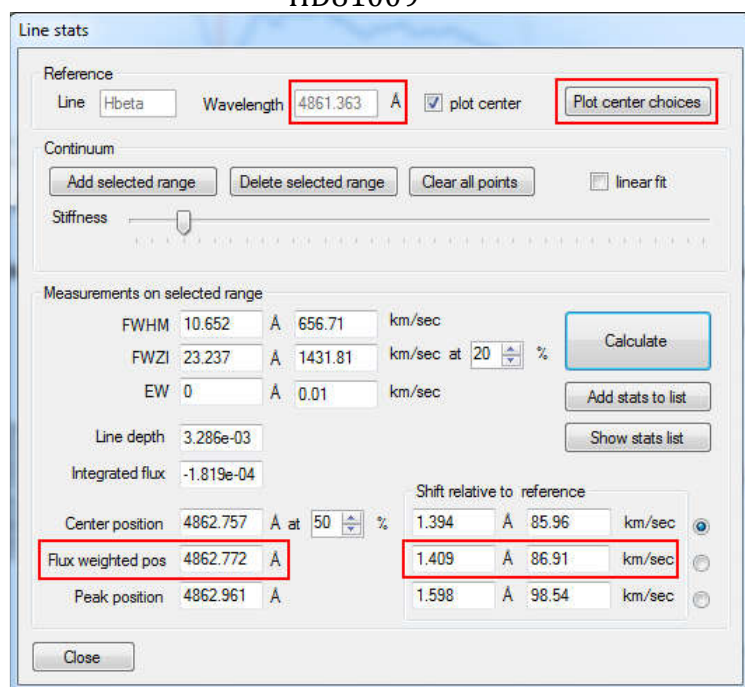 Line stats
Reference
Line Hbeta Wavelength 4861.363 Å plot center Plot center choices
Continuum
Add selected range Delete selected range Clear all points linear fit
Stiffness
Measurements on selected range
FWHM 10.652 Å 656.71 km/sec
FWZI 23.237 Å 1431.81 km/sec at 20 %
Calculate
EW 0 Å 0.01 km/sec
Add stats to list
Line depth 3.286e-03
Show stats list
Integrated flux -1.819e-04
Shift relative to reference
Center position 4862.757 Å at 50 % 1.394 Å 85.96 km/sec
Flux weighted pos 4862.772 Å 1.409 Å 86.91 km/sec
Peak position 4862.961 Å 1.598 Å 98.54 km/sec
Close